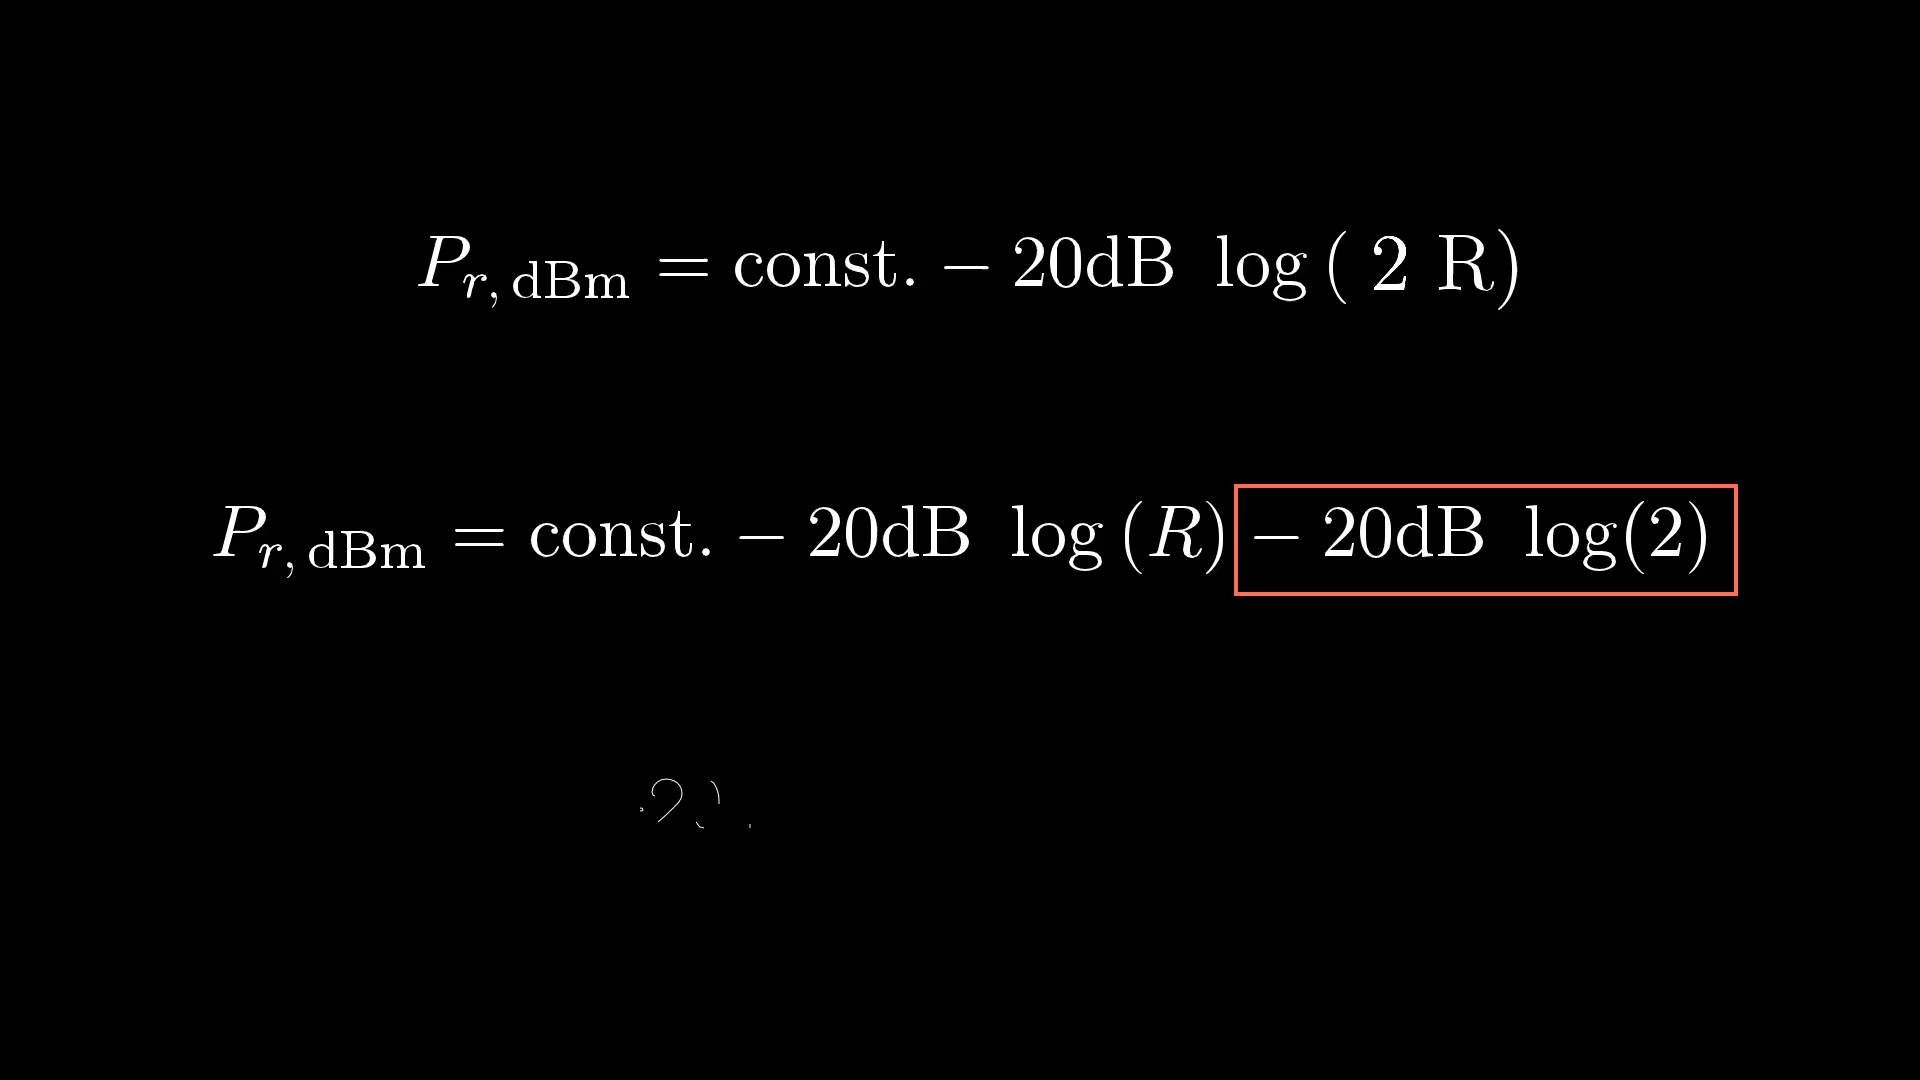 P_{r, dBm} = const. − 20dB log ( 2 R)
P_{r, dBm} = const. − 20dB log (R) − 20dB log(2)